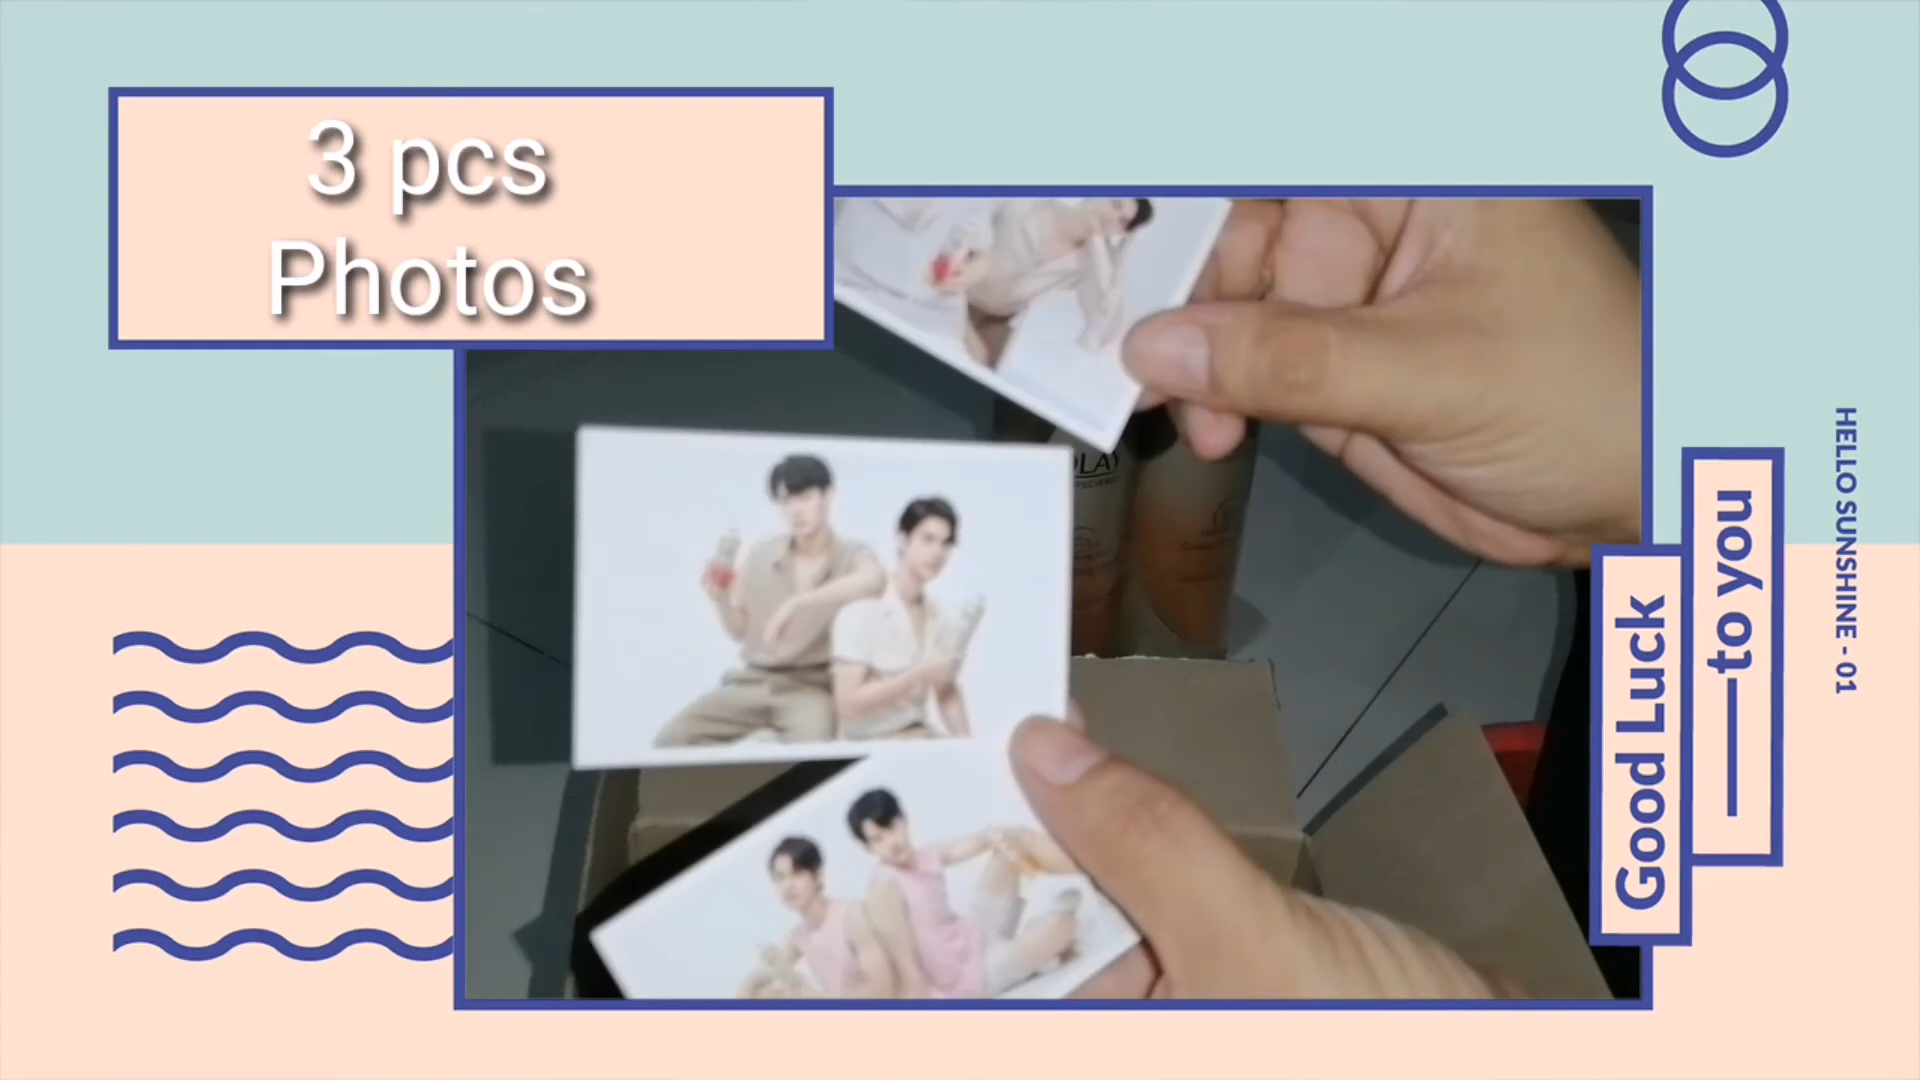 3 pcs
Photos
Good Luck
to you
HELLO SUNSHINE - 01